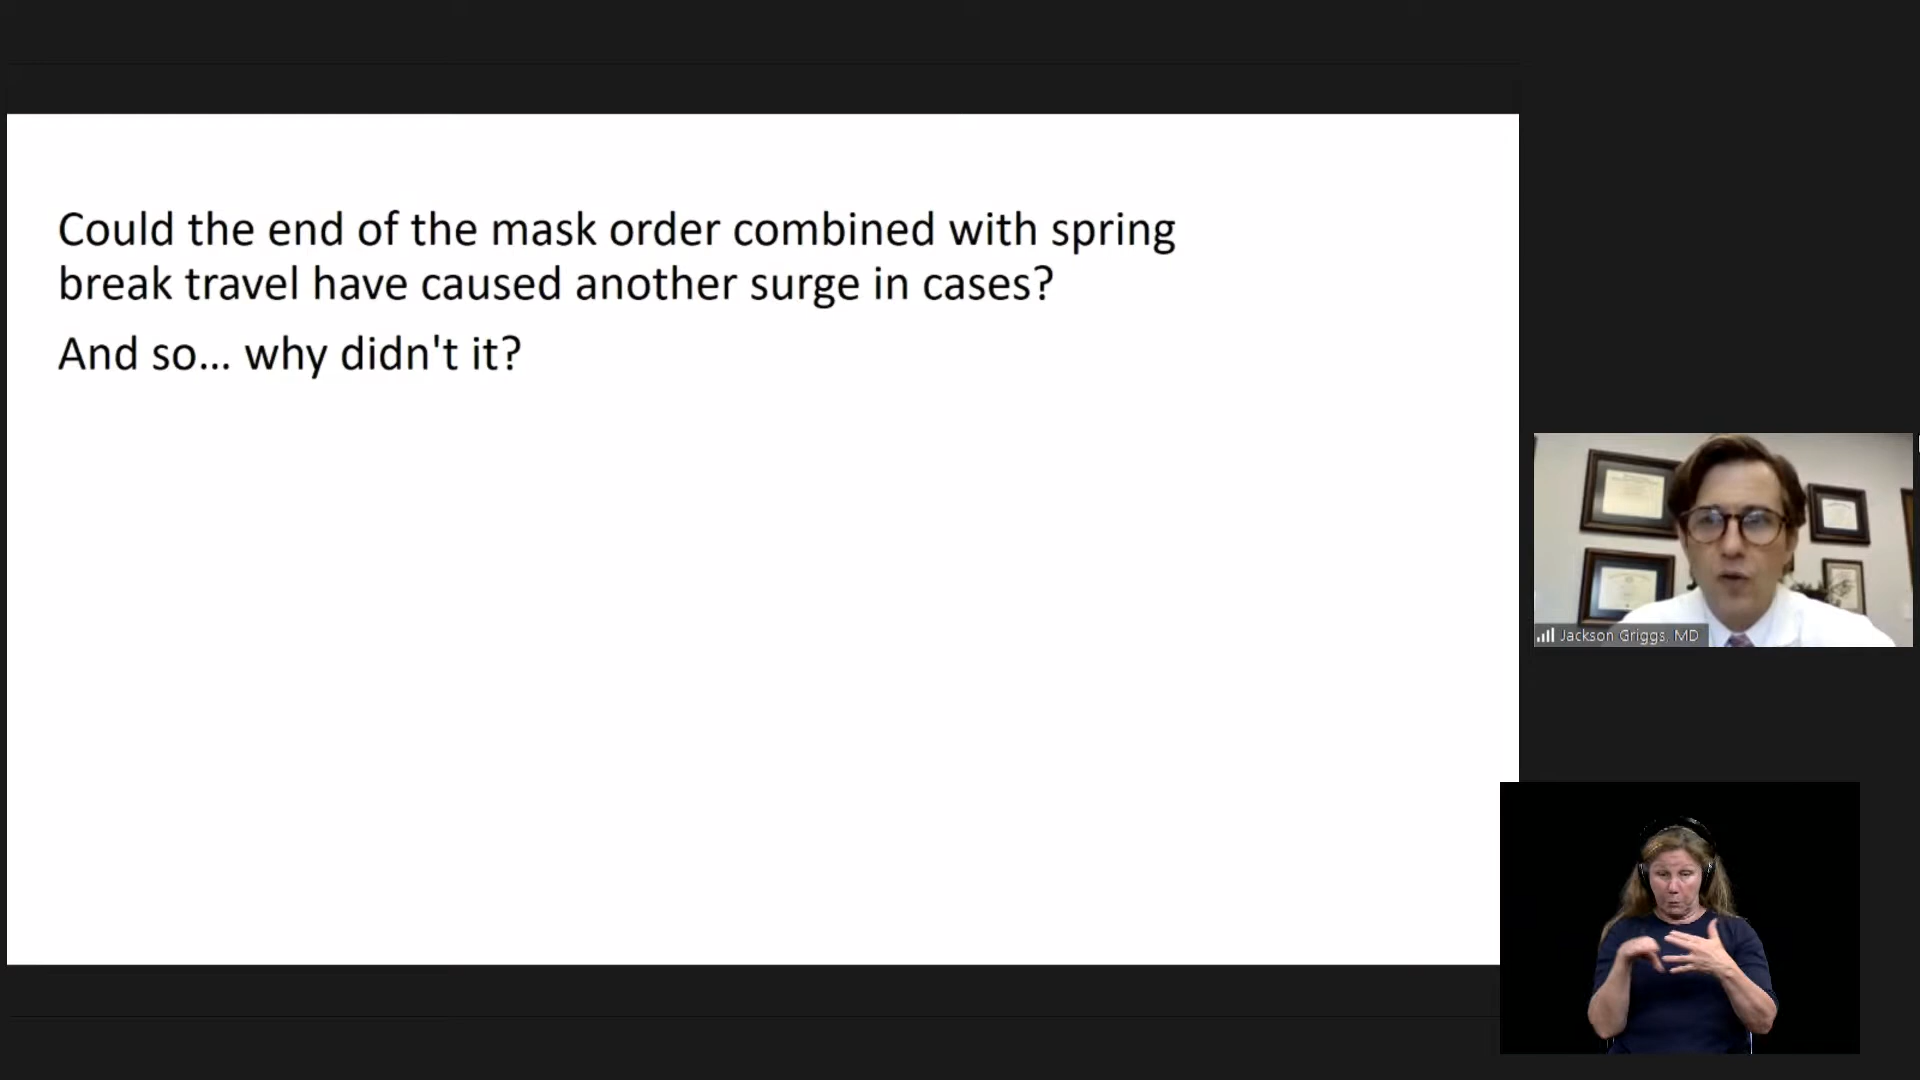 Could the end of the mask order combined with spring
break travel have caused another surge in cases?
And so... why didn't it?
Jackson Griggs, MD